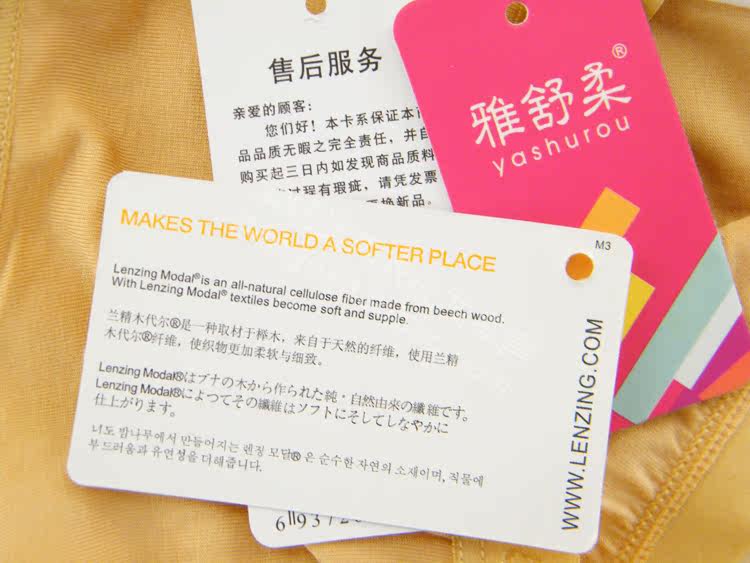 售后服务
亲爱的顾客:
您们好!本卡系保证本
品品质无暇之完全责任,并自
购买起三日内如发现商品质料
过程有瑕疵,请凭发票
换新品。
雅舒柔®
yashurou
M3
MAKES THE WORLD A SOFTER PLACE
Lenzing Modal®is an all-natural cellulose fiber made from beech wood.
With Lenzing Modal® textiles become soft and supple.
兰精木代尔®是一种取材于榉木,来自于天然的纤维,使用兰精
木代尔®纤维,使织物更加柔软与细致。
Lenzing Modal®はブナの木から作られた純・自然由来の繊維です。
Lenzing Modal®によつてその繊維はソフトにそしてしなやかに
仕上がります。
너도 밤나무에서 만들어지는 렌징 모달® 은 순수한 자연의 소재이며, 직물에
부드러움과 유연성을 더해줍니다.
WWW.LENZING.COM